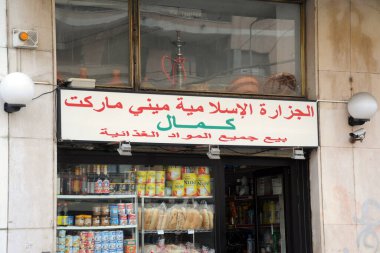 الجزارة الإسلامية ميني ماركت
كمال
بيع جميع المواد الغذائية